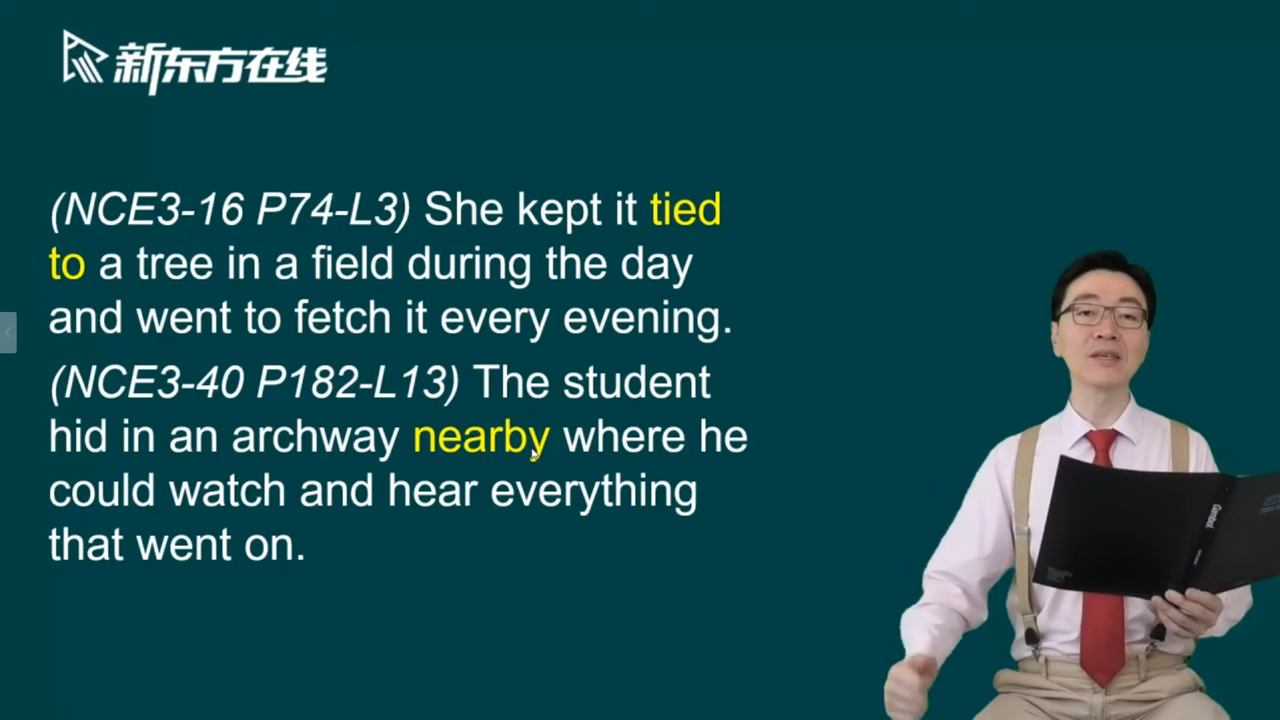 新东方在线
(NCE3-16 P74-L3) She kept it tied
to a tree in a field during the day
and went to fetch it every evening.
(NCE3-40 P182-L13) The student
hid in an archway nearby where he
could watch and hear everything
that went on.